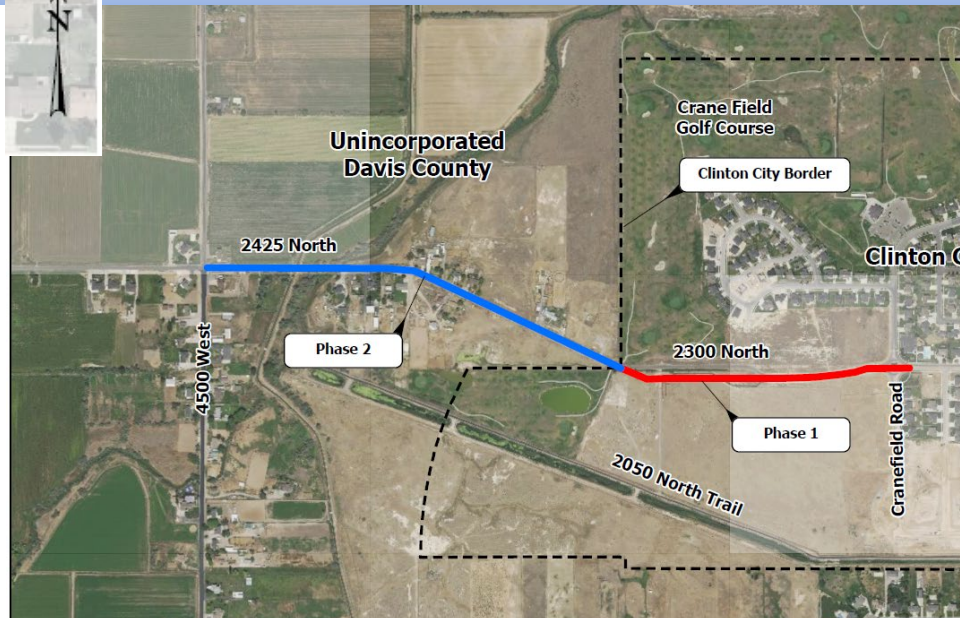 N
Unincorporated
Davis County
Crane Field
Golf Course
Clinton City Border
2425 North
Clinton C
Phase 2
2300 North
4500 West
Phase 1
Cranefield Road
2050 North Trail